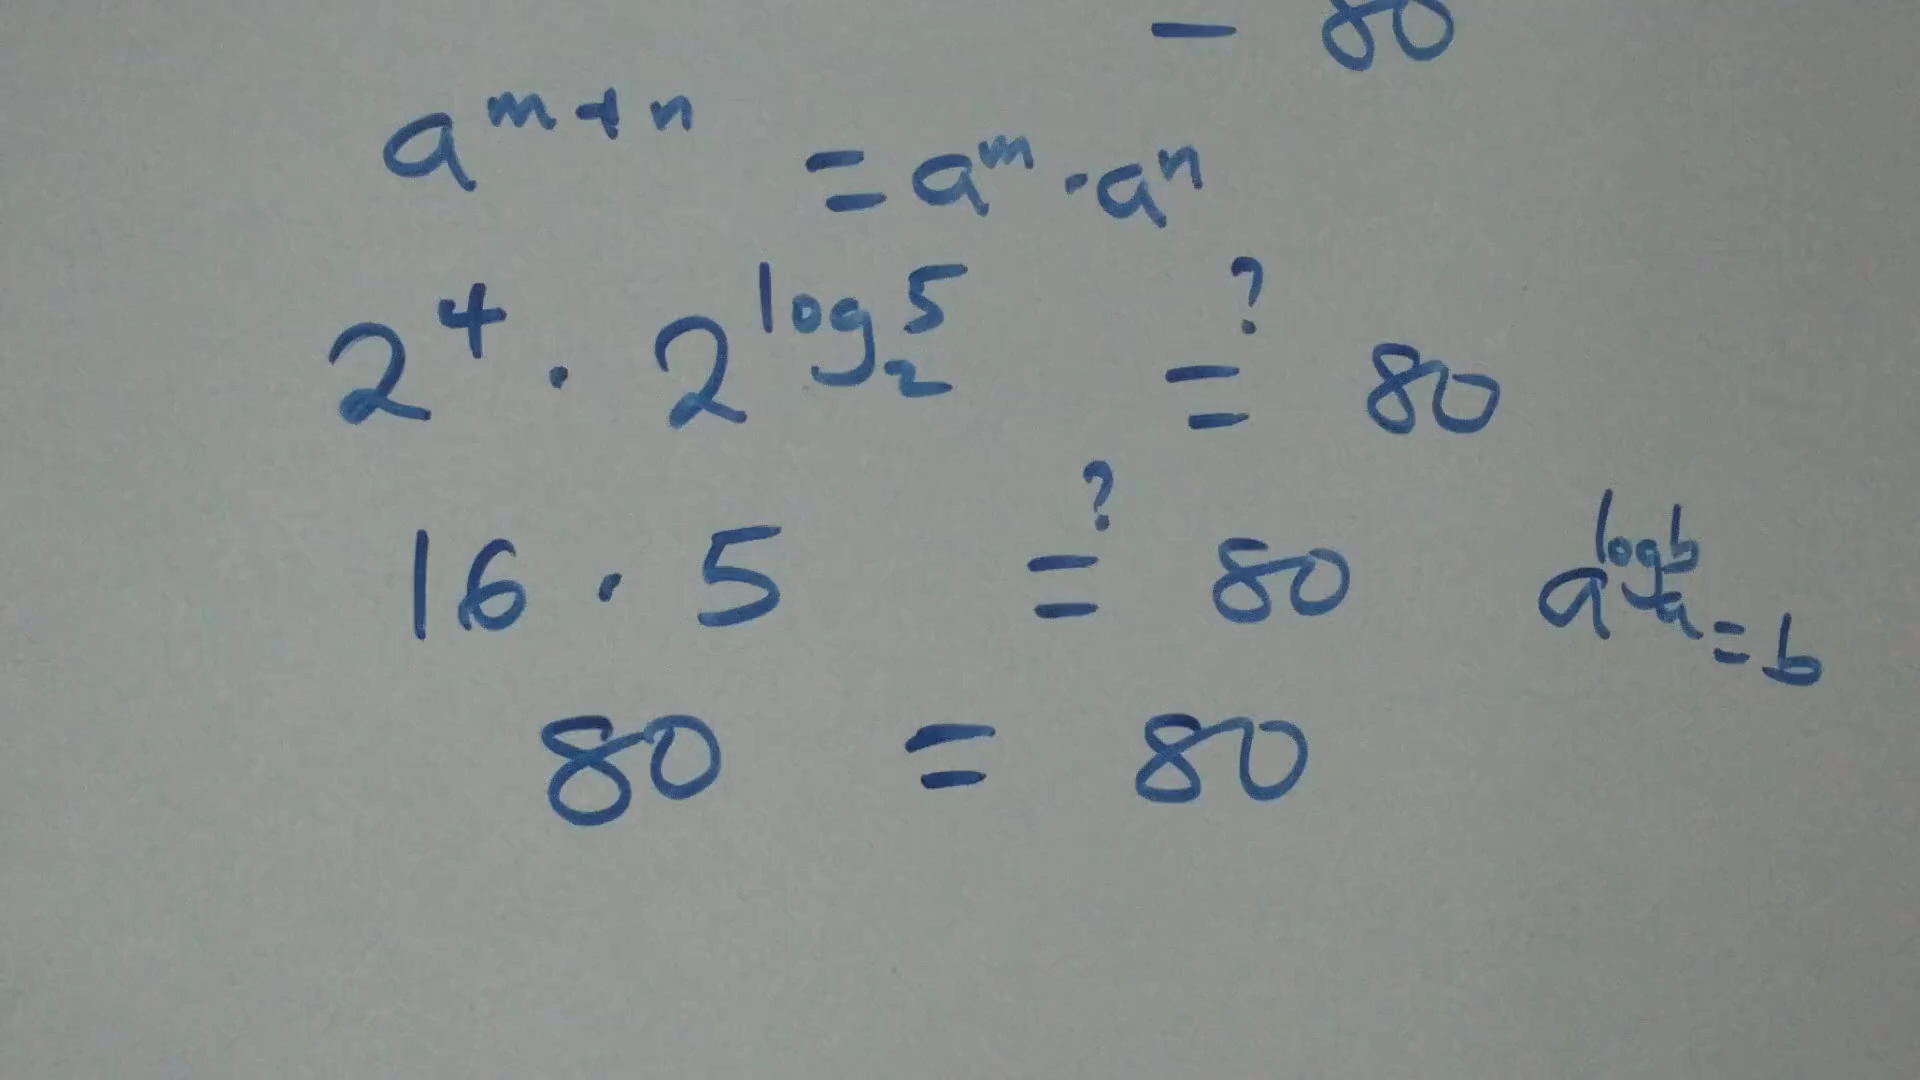 = 80
a^{m+n} = a^m · a^n
2^4 · 2^{log_2 5} =^? 80
16 · 5 =^? 80 a^{log_a b} = b
80 = 80